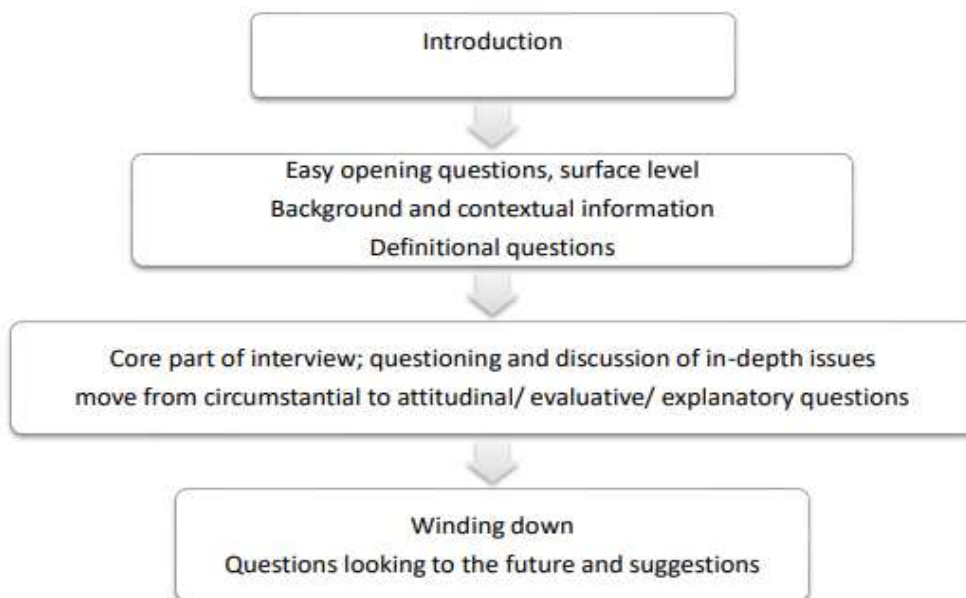 Introduction
Easy opening questions, surface level
Background and contextual information
Definitional questions
Core part of interview; questioning and discussion of in-depth issues
move from circumstantial to attitudinal/ evaluative/ explanatory questions
Winding down
Questions looking to the future and suggestions